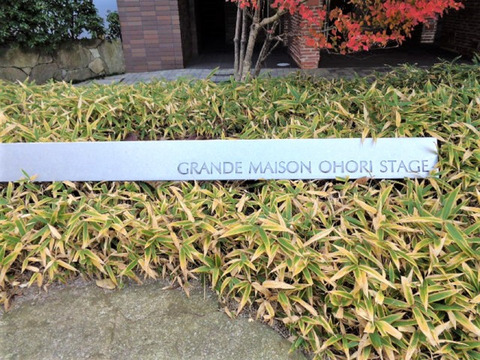 GRANDE MAISON OHORI STAGE